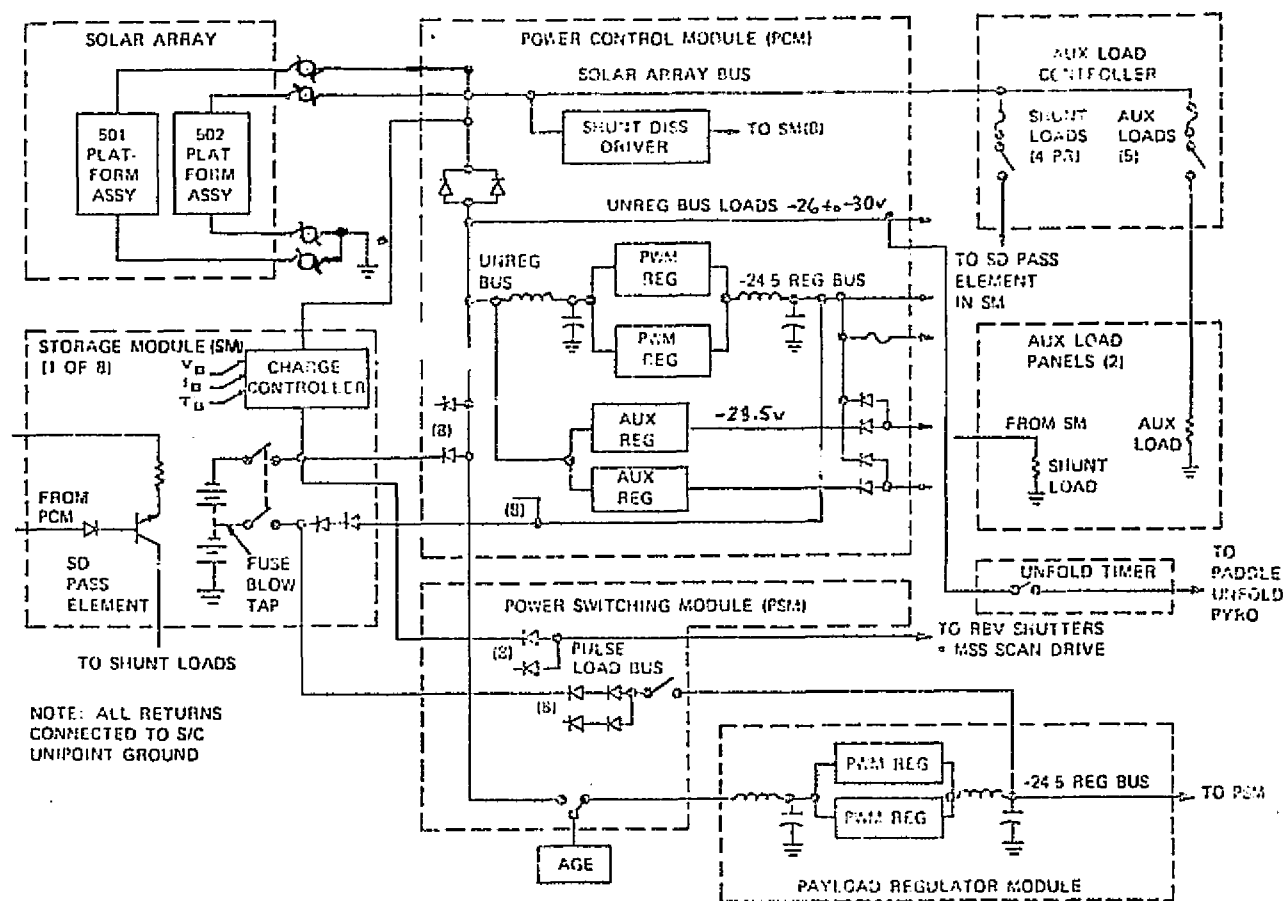 SOLAR ARRAY
501
PLAT-
FORM
ASSY
502
PLAT
FORM
ASSY
POWER CONTROL MODULE (PCM)
SOLAR ARRAY BUS
SHUNT DISS
DRIVER
TO SM(8)
UNREG BUS LOADS -26 to -30v
UNREG
BUS
PWM
REG
PWM
REG
-24 5 REG BUS
AUX
REG
AUX
REG
(8)
AUX LOAD
CONTROLLER
SHUNT
LOADS
(4 PR)
AUX
LOADS
(5)
TO SD PASS
ELEMENT
IN SM
AUX LOAD
PANELS (2)
FROM SM
SHUNT
LOAD
AUX
LOAD
STORAGE MODULE (SM)
(1 OF 8)
CHARGE
CONTROLLER
FROM
PCM
SD
PASS
ELEMENT
FUSE
BLOW
TAP
TO SHUNT LOADS
NOTE: ALL RETURNS
CONNECTED TO S/C
UNIPOINT GROUND
UNFOLD TIMER
TO
PADDLE
UNFOLD
PYRO
POWER SWITCHING MODULE (PSM)
PULSE
LOAD BUS
TO RBV SHUTTERS
MSS SCAN DRIVE
AGE
PWM REG
PWM REG
-24 5 REG BUS
TO PSM
PAYLOAD REGULATOR MODULE